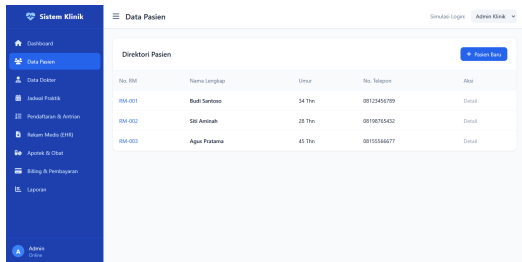 Sistem Klinik
Data Pasien
Simulasi Login:
Admin Klinik
Dashboard
Data Pasien
Data Dokter
Jadwal Praktik
Pendaftaran & Antrian
Rekam Medis (EHR)
Apotek & Obat
Billing & Pembayaran
Laporan
A
Admin
Online
Direktori Pasien
+ Pasien Baru
No. RM Nama Lengkap Umur No. Telepon Aksi
RM-001 Budi Santoso 34 Thn 08123456789 Detail
RM-002 Siti Aminah 28 Thn 08198765432 Detail
RM-003 Agus Pratama 45 Thn 08155566677 Detail